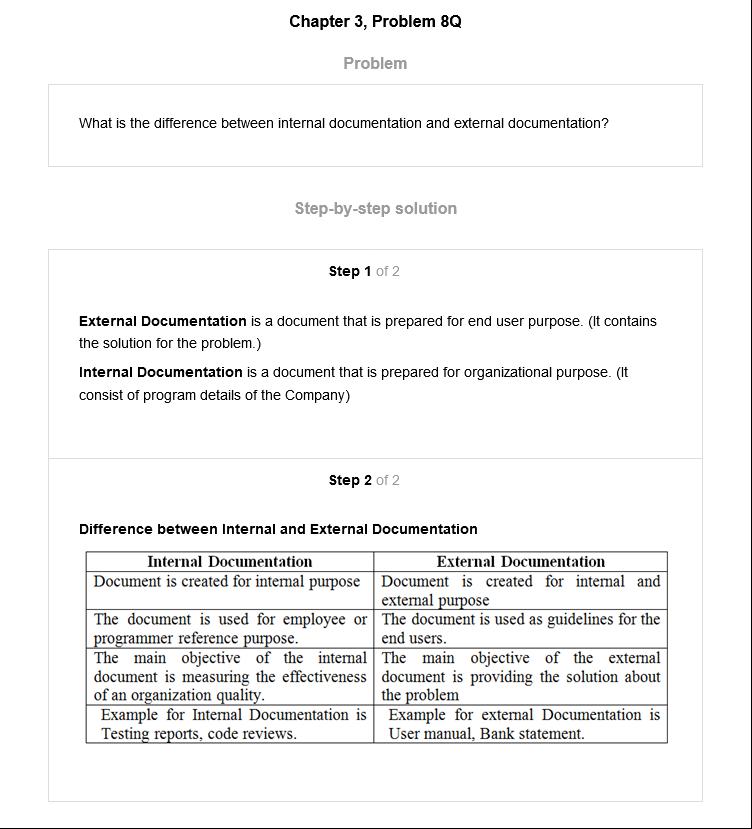 Chapter 3, Problem 8Q
Problem
What is the difference between internal documentation and external documentation?
Step-by-step solution
Step 1 of 2
External Documentation is a document that is prepared for end user purpose. (It contains
the solution for the problem.)
Internal Documentation is a document that is prepared for organizational purpose. (It
consist of program details of the Company)
Step 2 of 2
Difference between Internal and External Documentation
Internal Documentation
External Documentation
Document is created for internal purpose
Document is created for internal and
external purpose
The document is used for employee or
programmer reference purpose.
The document is used as guidelines for the
end users.
The main objective of the internal
document is measuring the effectiveness
of an organization quality.
The main objective of the external
document is providing the solution about
the problem
Example for Internal Documentation is
Testing reports, code reviews.
Example for external Documentation is
User manual, Bank statement.